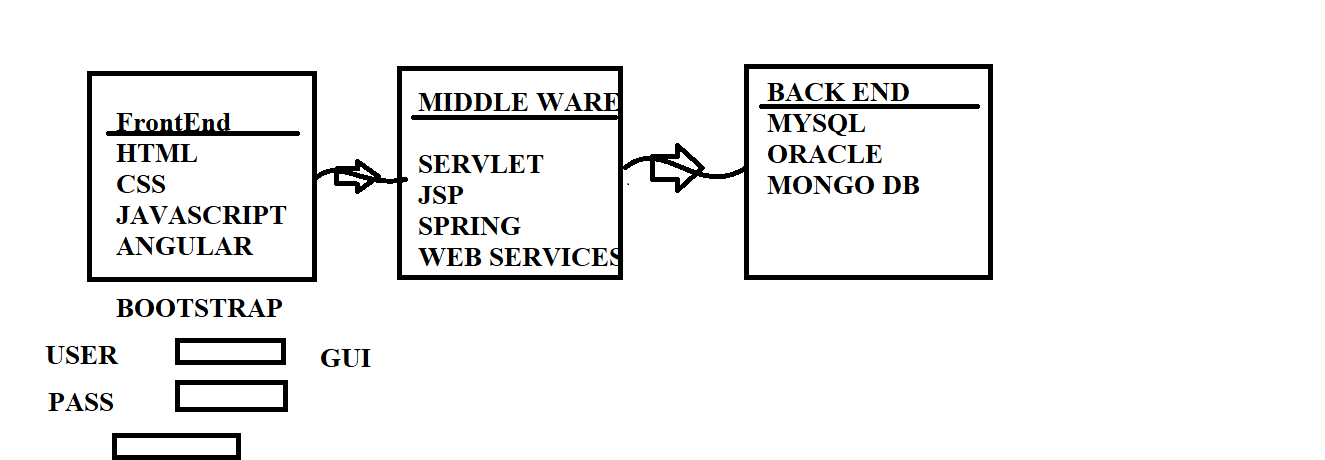 FrontEnd
HTML
CSS
JAVASCRIPT
ANGULAR
BOOTSTRAP
USER
GUI
PASS
MIDDLE WARE
SERVLET
JSP
SPRING
WEB SERVICES
BACK END
MYSQL
ORACLE
MONGO DB